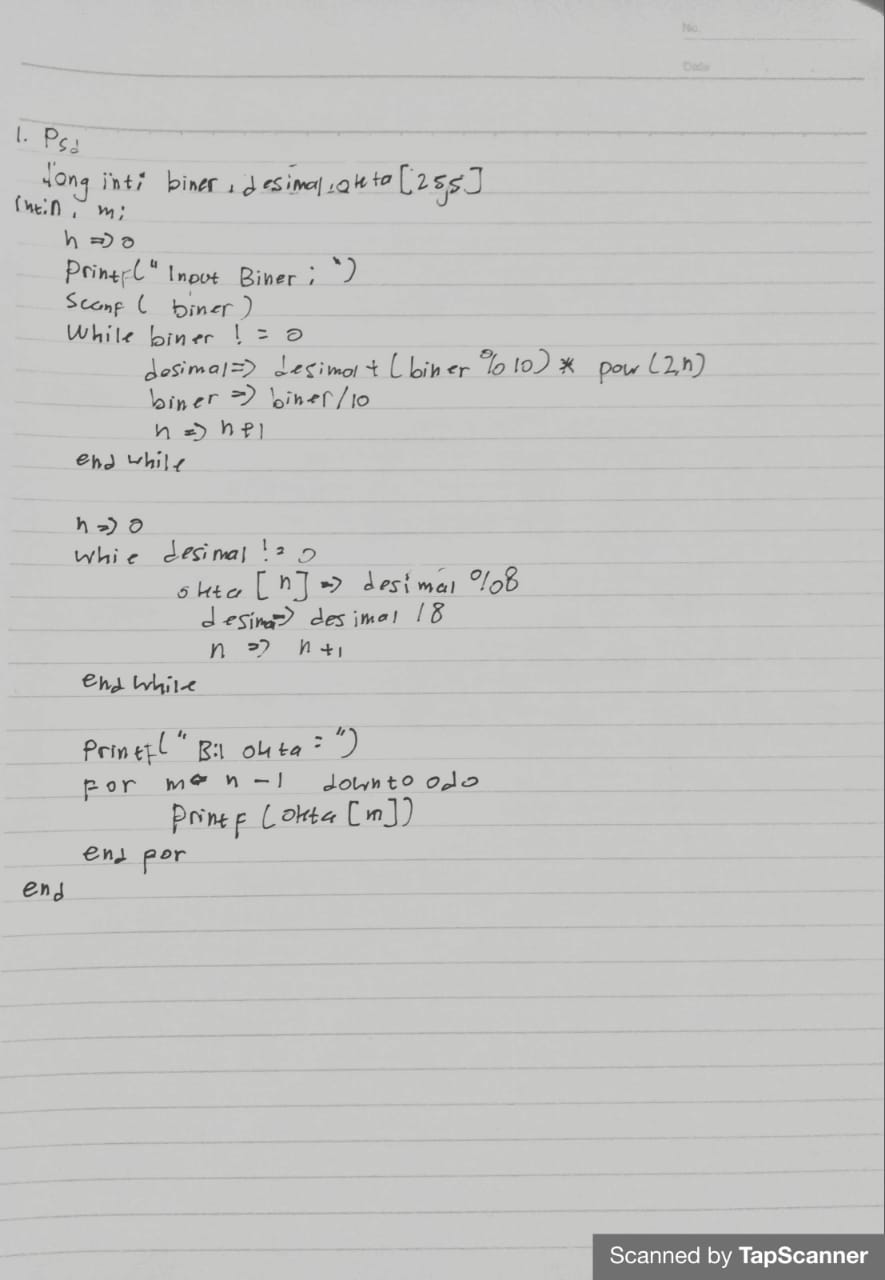 No.
Date
1. Psd
long int; biner, desimal, okta [255]
int n, m;
n => 0
Printf(" Input Biner ; ")
Scanf ( biner )
While biner ! = 0
desimal => desimal + (biner % 10) * pow (2,n)
biner => biner/10
n => n+1
end while
n => 0
while desimal != 0
okta [n] => desimal %8
desima => desimal / 8
n => n +1
end while
Printf(" Bil okta = ")
For m n -1 downto 0 do
Printf (okta [m])
end for
end
Scanned by TapScanner